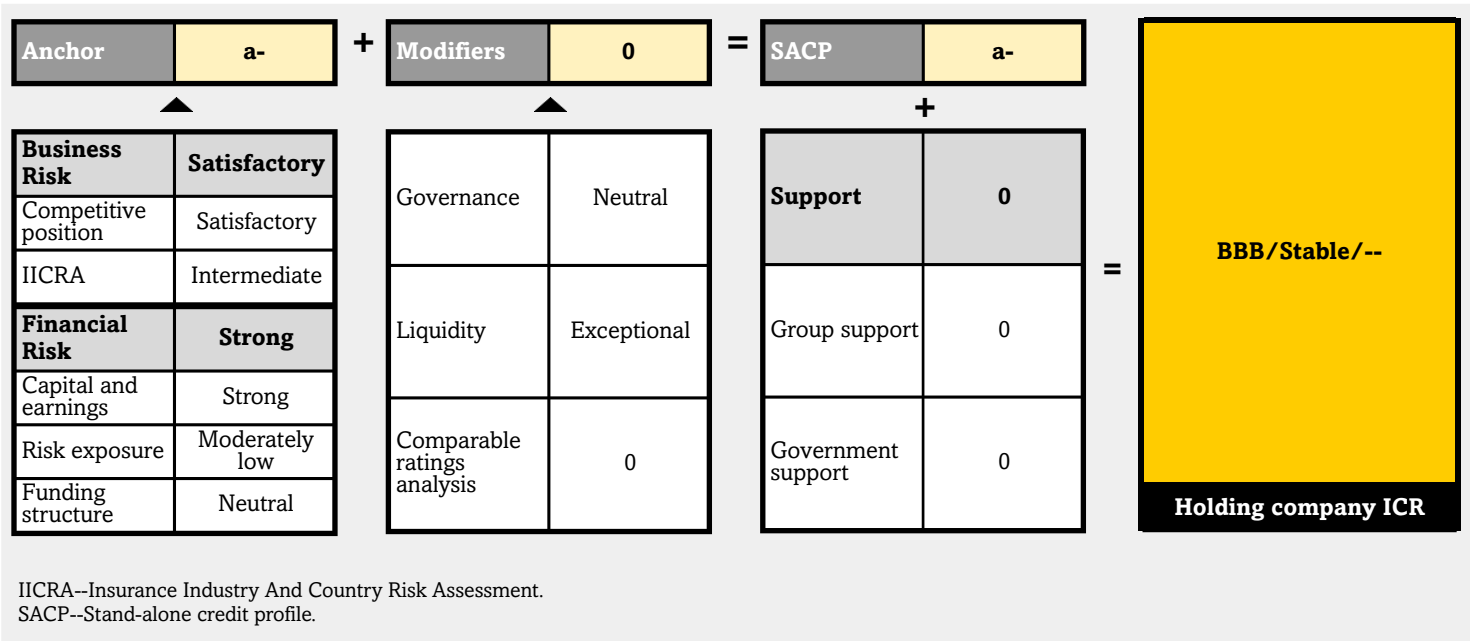 Anchor a- + Modifiers 0 = SACP a-
+
Business
Risk
Satisfactory
Competitive
position
Satisfactory
IICRA
Intermediate
Financial
Risk
Strong
Capital and
earnings
Strong
Risk exposure
Moderately
low
Funding
structure
Neutral
Governance
Neutral
Liquidity
Exceptional
Comparable
ratings
analysis
0
Support
0
Group support
0
Government
support
0
=
BBB/Stable/--
Holding company ICR
IICRA--Insurance Industry And Country Risk Assessment.
SACP--Stand-alone credit profile.